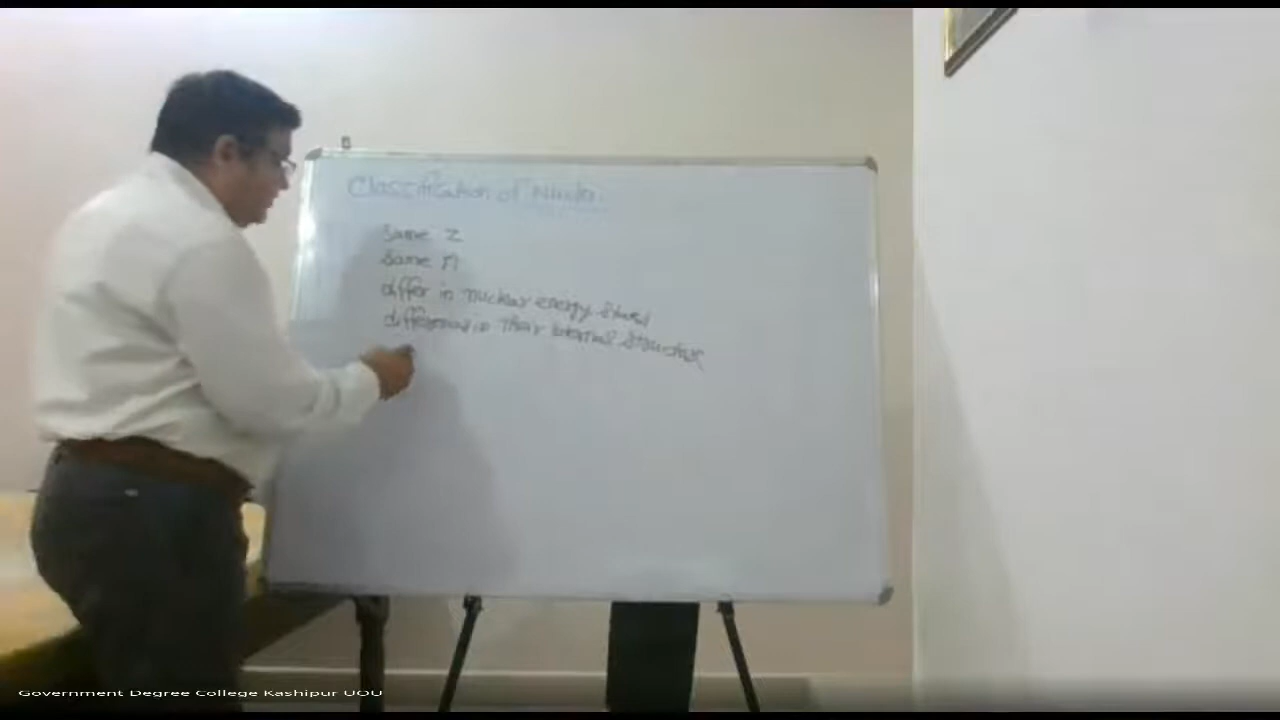 Classification of Nuclei
Same Z
Same A
differ in nuclear energy
difference in their internal structure
Government Degree College Kashipur UOU